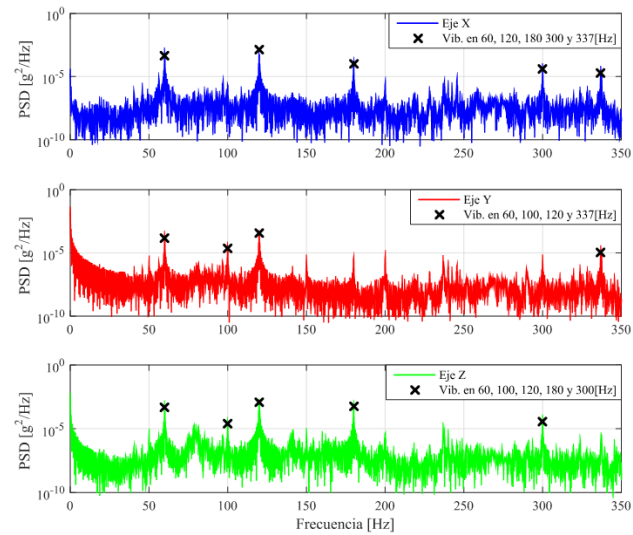 10^0
10^-5
10^-10
PSD [g^2/Hz]
Eje X
Vib. en 60, 120, 180 300 y 337[Hz]
0 50 100 150 200 250 300 350
10^0
10^-5
10^-10
PSD [g^2/Hz]
Eje Y
Vib. en 60, 100, 120 y 337[Hz]
0 50 100 150 200 250 300 350
10^0
10^-5
10^-10
PSD [g^2/Hz]
Eje Z
Vib. en 60, 100, 120, 180 y 300[Hz]
0 50 100 150 200 250 300 350
Frecuencia [Hz]